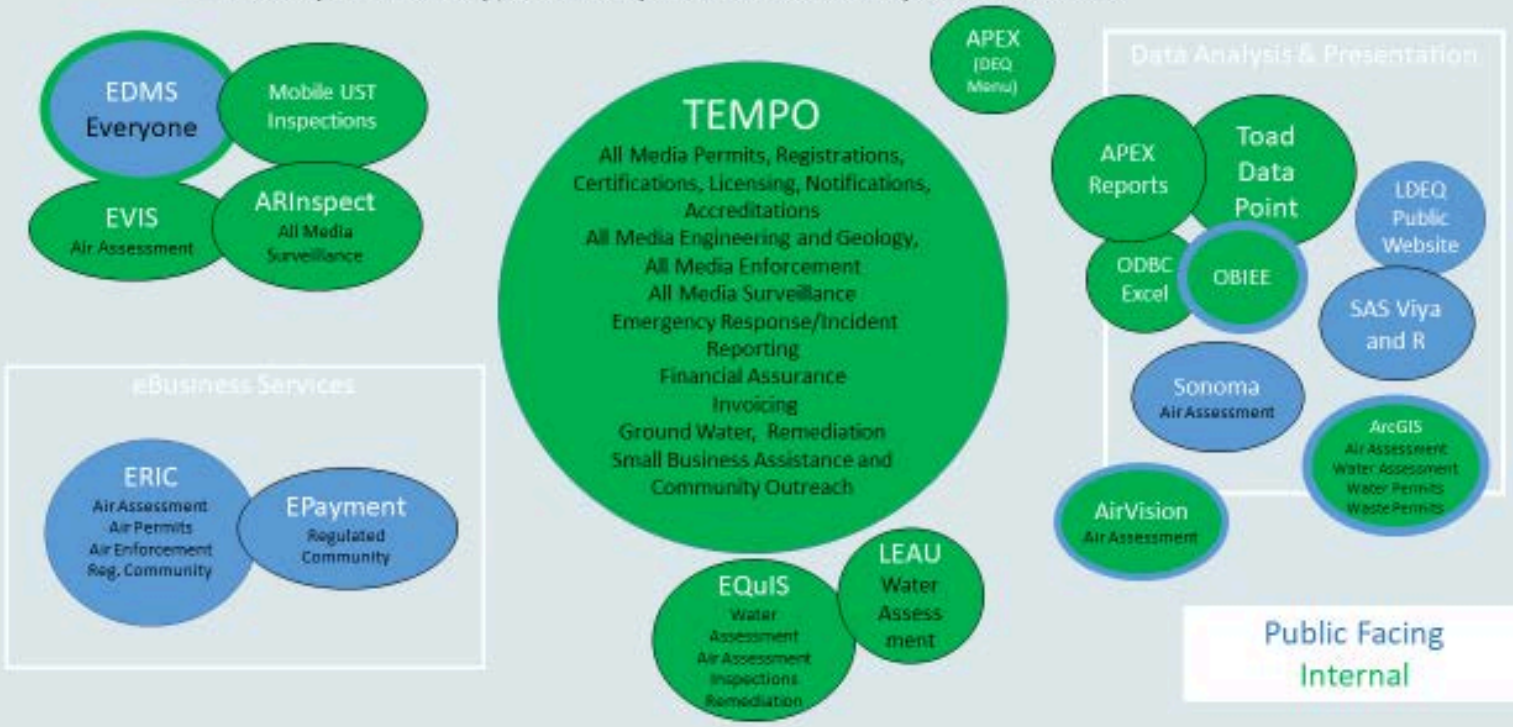 EDMS
Everyone
Mobile UST
Inspections
EVIS
Air Assessment
ARInspect
All Media
Surveillance
eBusiness Services
ERIC
Air Assessment
Air Permits
Air Enforcement
Reg. Community
EPayment
Regulated
Community
TEMPO
All Media Permits, Registrations,
Certifications, Licensing, Notifications,
Accreditations
All Media Engineering and Geology,
All Media Enforcement
All Media Surveillance
Emergency Response/Incident
Reporting
Financial Assurance
Invoicing
Ground Water, Remediation
Small Business Assistance and
Community Outreach
EQuIS
Water
Assessment
Air Assessment
Inspections
Remediation
LEAU
Water
Assess
ment
APEX
(DEQ
Menu)
Data Analysis & Presentation
APEX
Reports
Toad
Data
Point
LDEQ
Public
Website
ODBC
Excel
OBIEE
SAS Viya
and R
Sonoma
Air Assessment
ArcGIS
Air Assessment
Water Assessment
Water Permits
Waste Permits
AirVision
Air Assessment
Public Facing
Internal